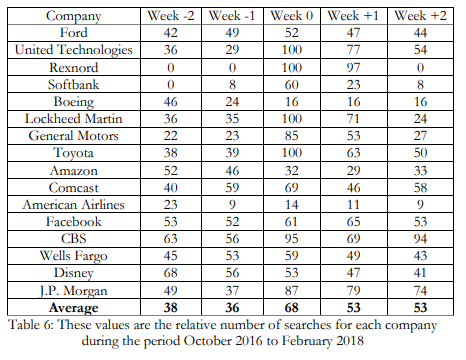 Company Week -2 Week -1 Week 0 Week +1 Week +2
Ford 42 49 52 47 44
United Technologies 36 29 100 77 54
Rexnord 0 0 100 97 0
Softbank 0 8 60 23 8
Boeing 46 24 16 16 16
Lockheed Martin 36 35 100 71 24
General Motors 22 23 85 53 27
Toyota 38 39 100 63 50
Amazon 52 46 32 29 33
Comcast 40 59 69 46 58
American Airlines 23 9 14 11 9
Facebook 53 52 61 65 53
CBS 63 56 95 69 94
Wells Fargo 45 53 59 49 43
Disney 68 56 53 47 41
J.P. Morgan 49 37 87 79 74
Average 38 36 68 53 53
Table 6: These values are the relative number of searches for each company
during the period October 2016 to February 2018